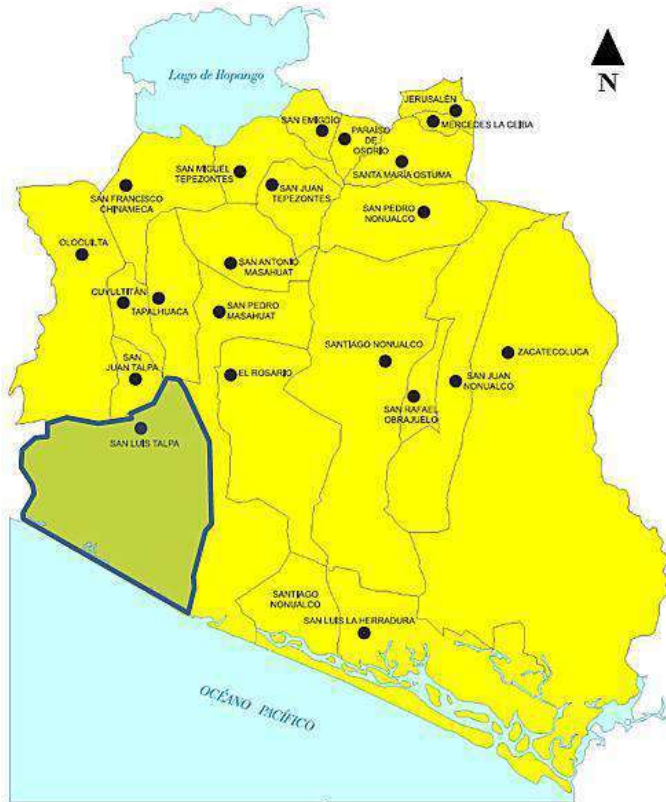 Lago de Ilopango
N
JERUSALÉN
MERCEDES LA CEIBA
SAN EMIGDIO
PARAÍSO
DE
OSORIO
SANTA MARÍA OSTUMA
SAN MIGUEL
TEPEZONTES
SAN JUAN
TEPEZONTES
SAN FRANCISCO
CHINAMECA
SAN PEDRO
NONUALCO
OLOCUILTA
SAN ANTONIO
MASAHUAT
CUYULTITÁN
TAPALHUACA
SAN PEDRO
MASAHUAT
SANTIAGO NONUALCO
ZACATECOLUCA
SAN
JUAN TALPA
EL ROSARIO
SAN JUAN
NONUALCO
SAN RAFAEL
OBRAJUELO
SAN LUIS TALPA
SANTIAGO
NONUALCO
SAN LUIS LA HERRADURA
OCÉANO PACÍFICO